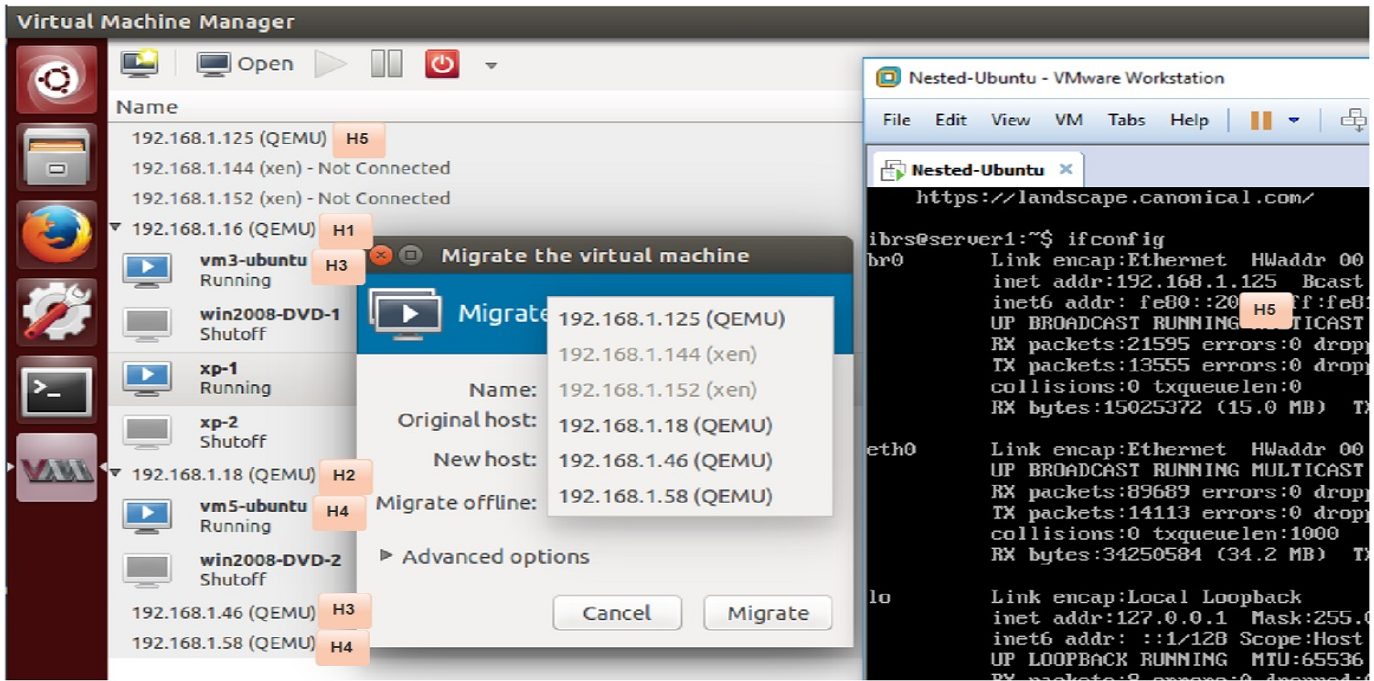 Virtual Machine Manager
Open
Name
192.168.1.125 (QEMU) H5
192.168.1.144 (xen) - Not Connected
192.168.1.152 (xen) - Not Connected
192.168.1.16 (QEMU) H1
vm3-ubuntu H3
Running
win2008-DVD-1
Shutoff
xp-1
Running
xp-2
Shutoff
192.168.1.18 (QEMU) H2
vm5-ubuntu H4
Running
win2008-DVD-2
Shutoff
192.168.1.46 (QEMU) H3
192.168.1.58 (QEMU) H4
Migrate the virtual machine
Migrate
Name:
Original host:
New host:
Migrate offline:
192.168.1.125 (QEMU)
192.168.1.144 (xen)
192.168.1.152 (xen)
192.168.1.18 (QEMU)
192.168.1.46 (QEMU)
192.168.1.58 (QEMU)
Advanced options
Cancel Migrate
Nested-Ubuntu - VMware Workstation
File Edit View VM Tabs Help
Nested-Ubuntu ×
https://landscape.canonical.com/
ibrs@server1:~$ ifconfig
br0 Link encap:Ethernet HWaddr 00
inet addr:192.168.1.125 Bcast
inet6 addr: fe80::20 H5 ff:fe8
UP BROADCAST RUNNING TICAST
RX packets:21595 errors:0 drop
TX packets:13555 errors:0 drop
collisions:0 txqueuelen:0
RX bytes:15025372 (15.0 MB) T
eth0 Link encap:Ethernet HWaddr 00
UP BROADCAST RUNNING MULTICAST
RX packets:89689 errors:0 drop
TX packets:14113 errors:0 drop
collisions:0 txqueuelen:1000
RX bytes:34250584 (34.2 MB) T
lo Link encap:Local Loopback
inet addr:127.0.0.1 Mask:255.
inet6 addr: ::1/128 Scope:Host
UP LOOPBACK RUNNING MTU:65536